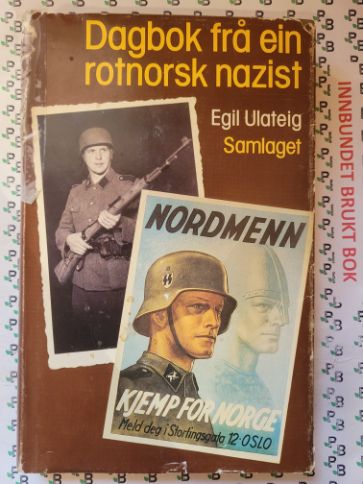 Dagbok frå ein
rotnorsk nazist
Egil Ulateig
Samlaget
NORDMENN
KJEMP FOR NORGE
Meld deg i Stortingsgata 12·OSLO
INNBUNDET BRUKT BOK